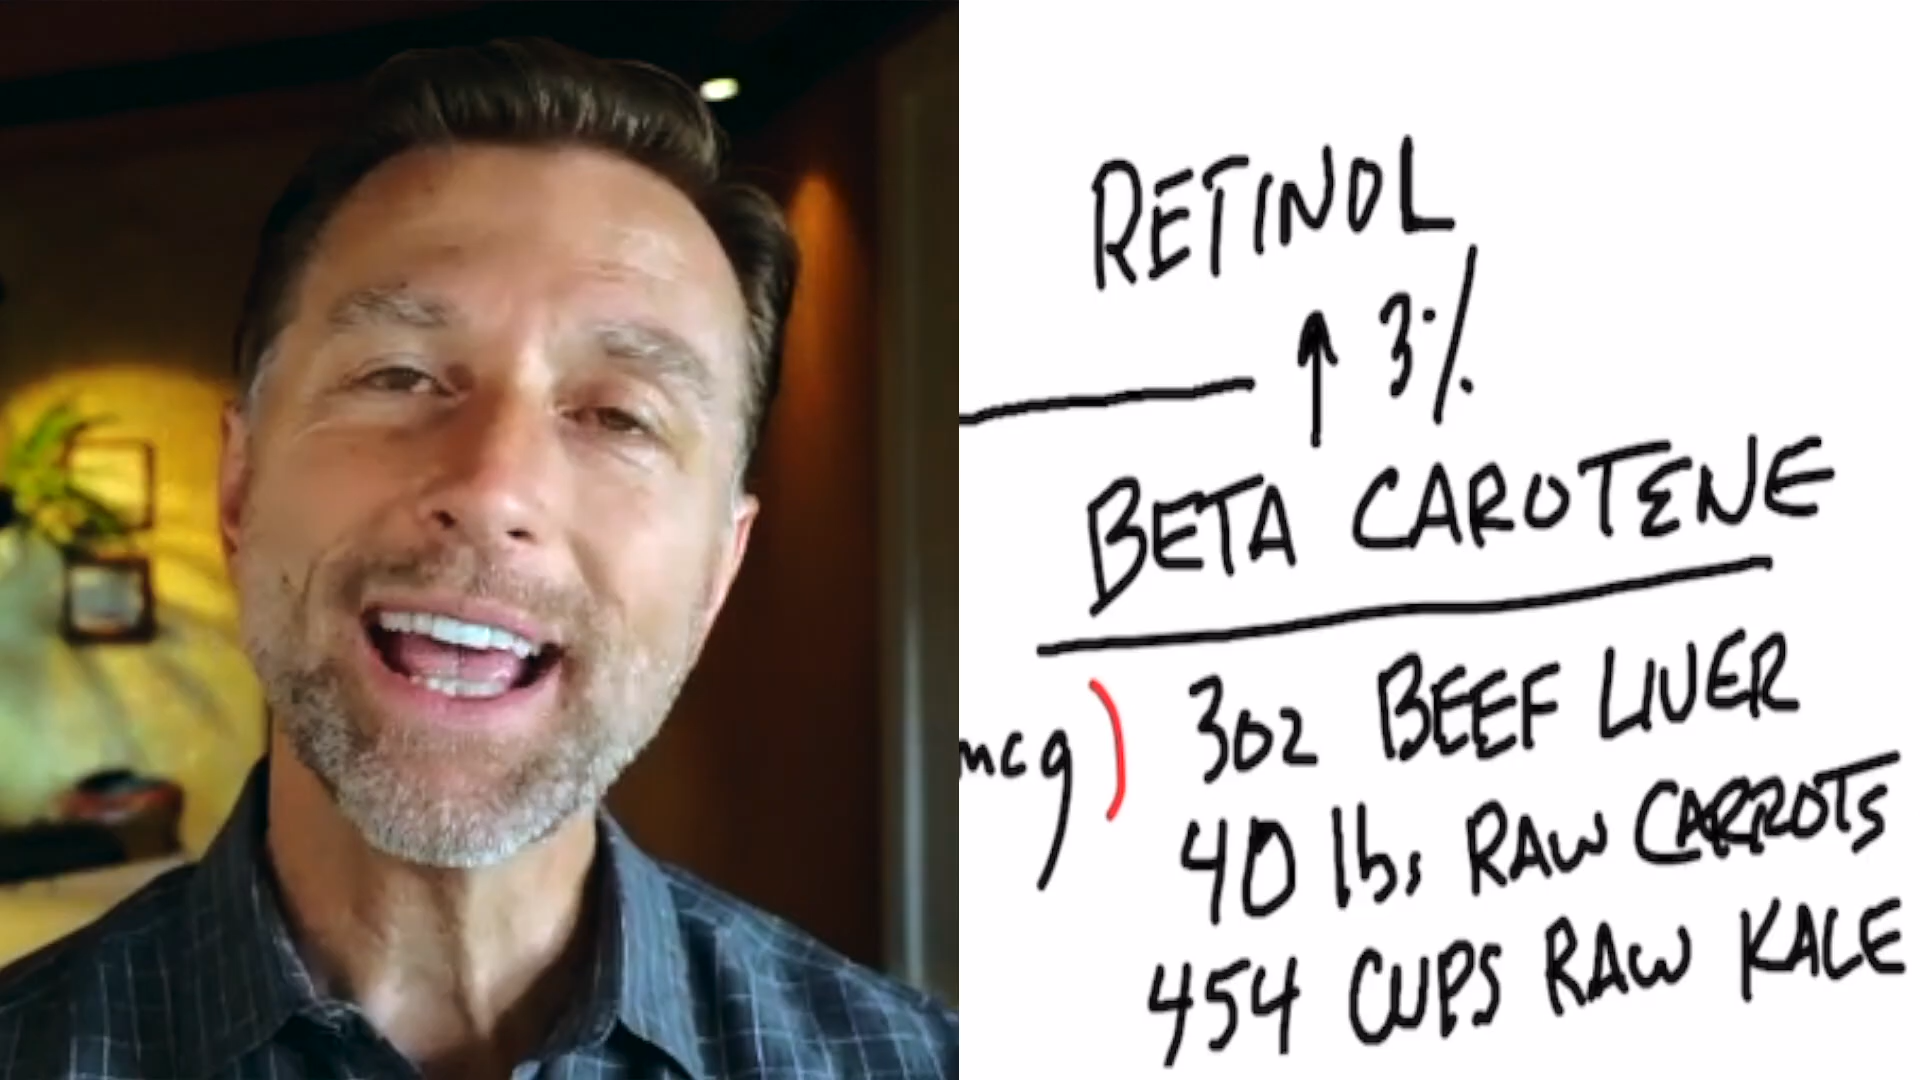 RETINOL
3%
BETA CAROTENE
mcg) 3oz BEEF LIVER
40 lbs RAW CARROTS
454 CUPS RAW KALE